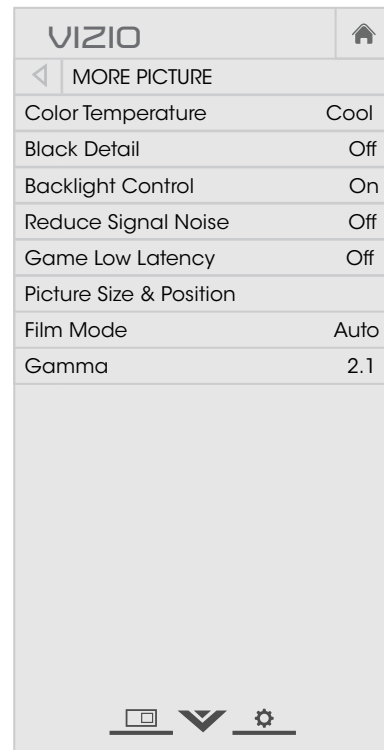 VIZIO
MORE PICTURE
Color Temperature Cool
Black Detail Off
Backlight Control On
Reduce Signal Noise Off
Game Low Latency Off
Picture Size & Position
Film Mode Auto
Gamma 2.1